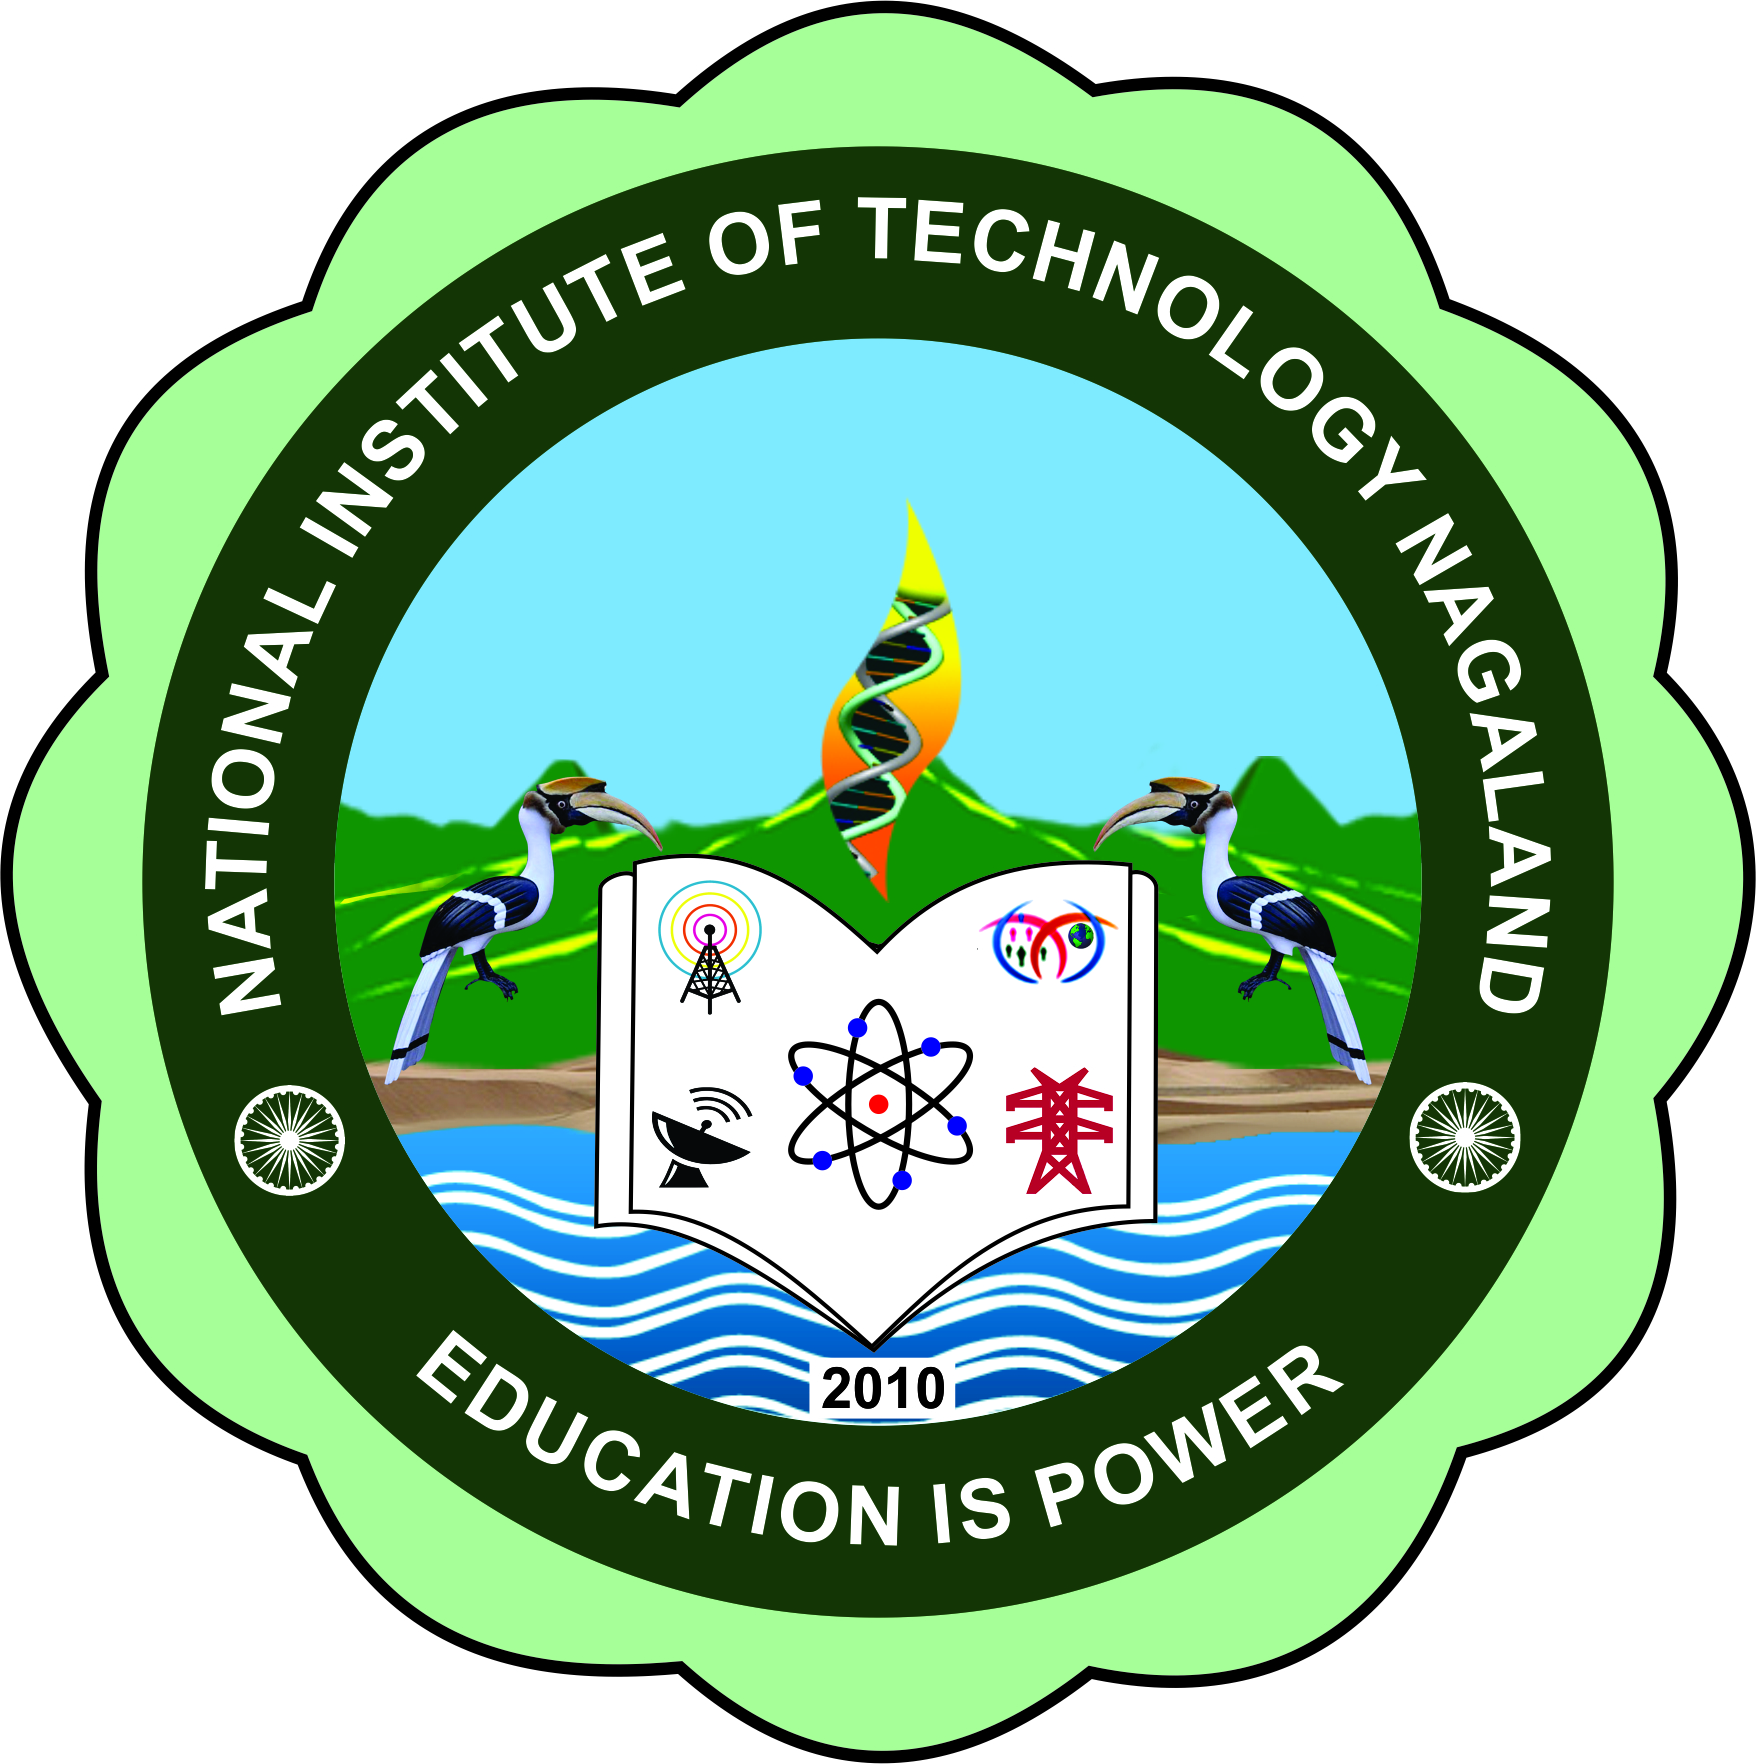 NATIONAL INSTITUTE OF TECHNOLOGY NAGALAND
2010
EDUCATION IS POWER